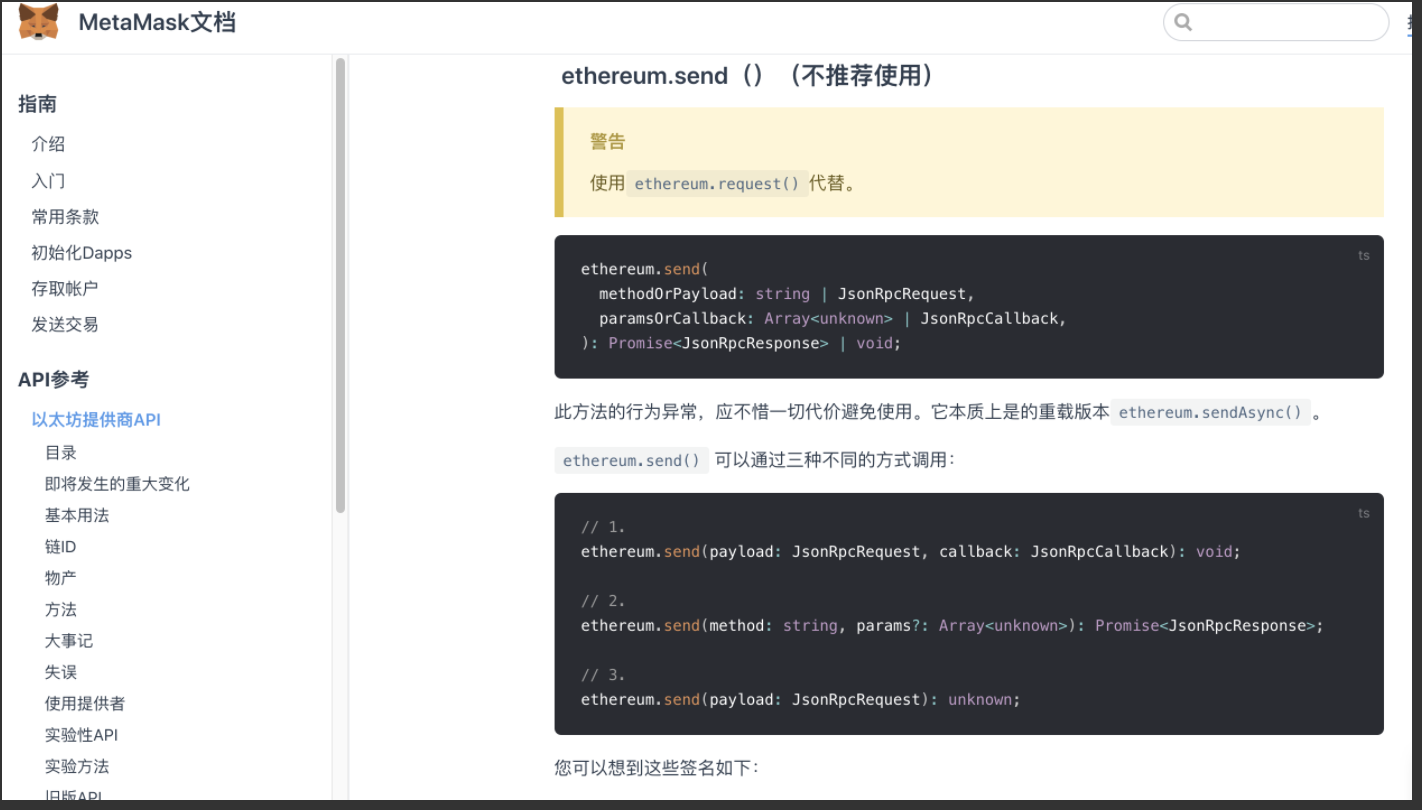 MetaMask文档
指南
介绍
入门
常用条款
初始化Dapps
存取帐户
发送交易
API参考
以太坊提供商API
目录
即将发生的重大变化
基本用法
链ID
物产
方法
大事记
失误
使用提供者
实验性API
实验方法
旧版API
ethereum.send（）（不推荐使用）
警告
使用 ethereum.request() 代替。
ts
ethereum.send(
  methodOrPayload: string | JsonRpcRequest,
  paramsOrCallback: Array<unknown> | JsonRpcCallback,
): Promise<JsonRpcResponse> | void;
此方法的行为异常，应不惜一切代价避免使用。它本质上是的重载版本 ethereum.sendAsync() 。
ethereum.send() 可以通过三种不同的方式调用：
ts
// 1.
ethereum.send(payload: JsonRpcRequest, callback: JsonRpcCallback): void;
// 2.
ethereum.send(method: string, params?: Array<unknown>): Promise<JsonRpcResponse>;
// 3.
ethereum.send(payload: JsonRpcRequest): unknown;
您可以想到这些签名如下：